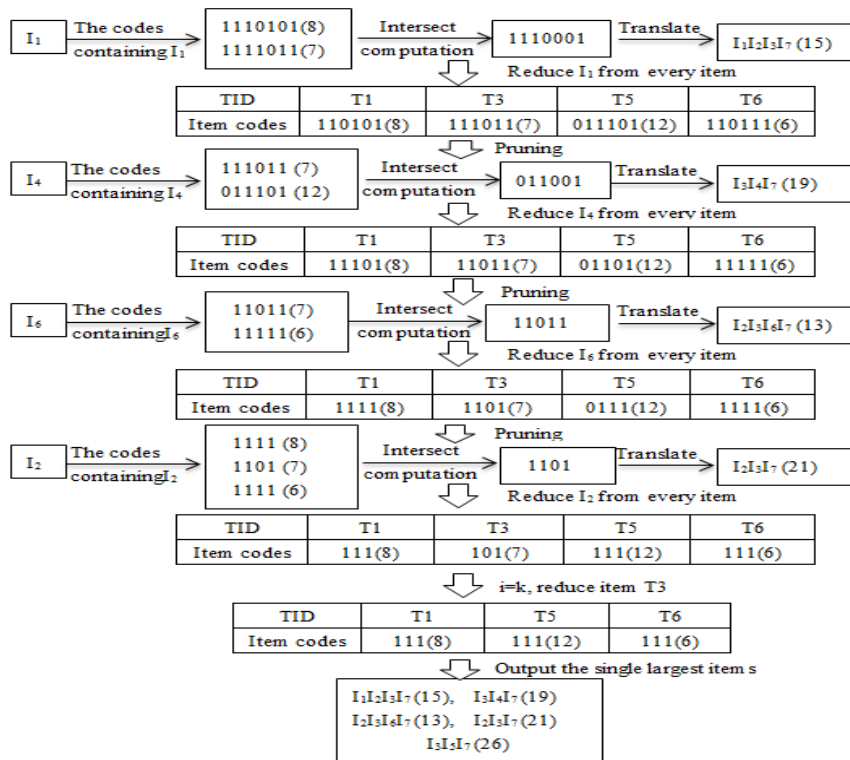 I₁ The codes containing I₁ 1110101(8) 1111011(7) Intersect computation 1110001 Translate I₁I₂I₃I₇(15)
Reduce I₁ from every item
TID T1 T3 T5 T6
Item codes 110101(8) 111011(7) 011101(12) 110111(6)
Pruning
I₄ The codes containing I₄ 111011 (7) 011101 (12) Intersect computation 011001 Translate I₃I₄I₇(19)
Reduce I₄ from every item
TID T1 T3 T5 T6
Item codes 11101(8) 11011(7) 01101(12) 11111(6)
Pruning
I₆ The codes containingI₆ 11011(7) 11111(6) Intersect computation 11011 Translate I₂I₃I₆I₇(13)
Reduce I₆ from every item
TID T1 T3 T5 T6
Item codes 1111(8) 1101(7) 0111(12) 1111(6)
Pruning
I₂ The codes containingI₂ 1111 (8) 1101 (7) 1111 (6) Intersect computation 1101 Translate I₂I₃I₇(21)
Reduce I₂ from every item
TID T1 T3 T5 T6
Item codes 111(8) 101(7) 111(12) 111(6)
i=k, reduce item T3
TID T1 T5 T6
Item codes 111(8) 111(12) 111(6)
Output the single largest item s
I₁I₂I₃I₇(15), I₃I₄I₇(19)
I₂I₃I₆I₇(13), I₂I₃I₇(21)
I₃I₅I₇(26)